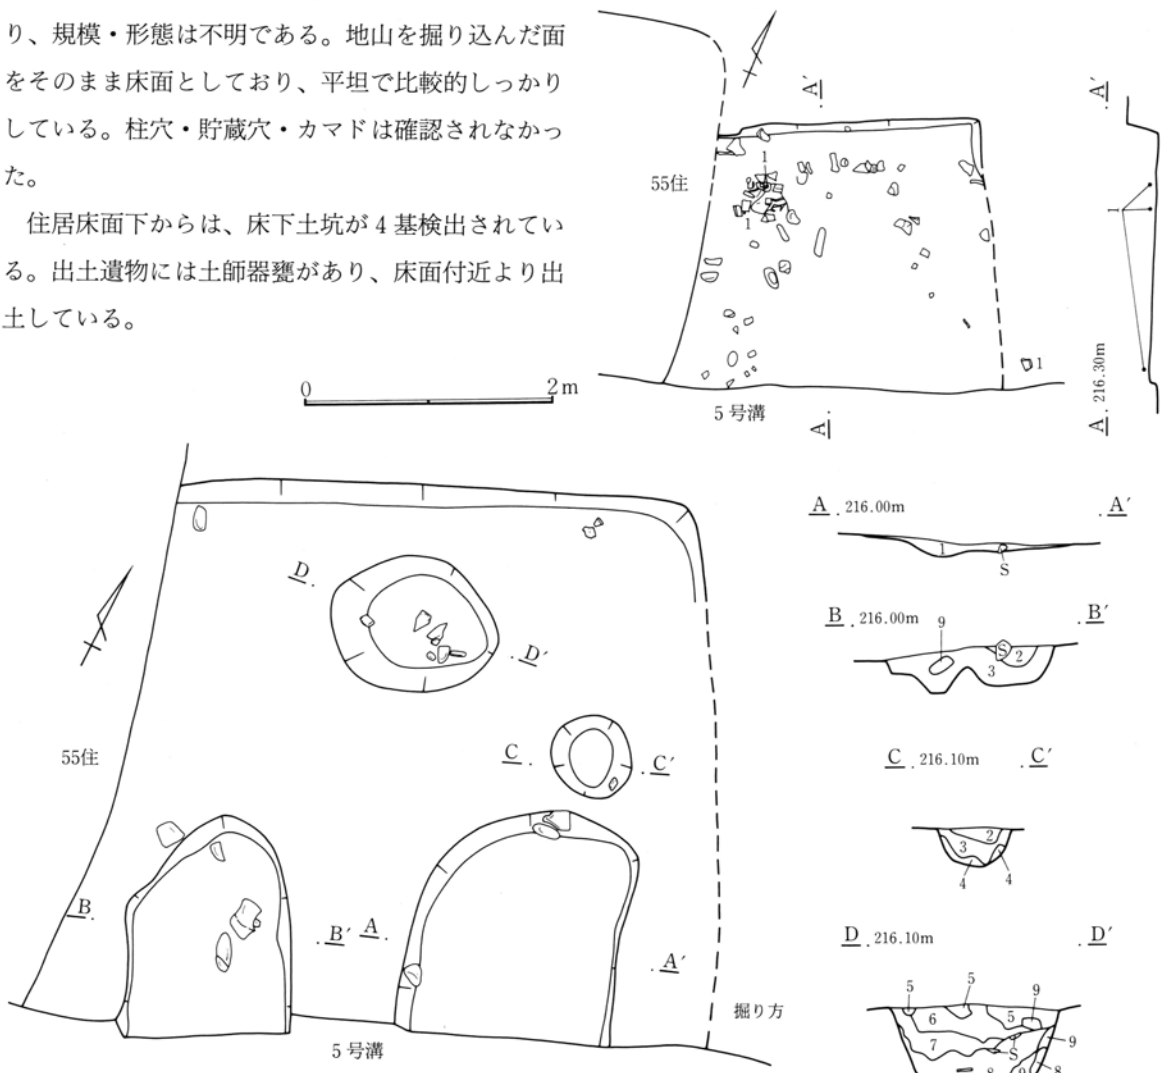 り、規模・形態は不明である。地山を掘り込んだ面
をそのまま床面としており、平坦で比較的しっかり
している。柱穴・貯蔵穴・カマドは確認されなかっ
た。
住居床面下からは、床下土坑が4基検出されてい
る。出土遺物には土師器甕があり、床面付近より出
土している。
0 2m
A′
55住
1
1
1
5号溝
A
A′
1
A 216.30m
D
D′
C
C′
55住
B
B′
A
A′
掘り方
5号溝
A 216.00m A′
1
S
B 216.00m B′
9
S
2
3
C 216.10m C′
2
3
4
4
D 216.10m D′
5
5
9
6
5
7
S
9
8
9
8